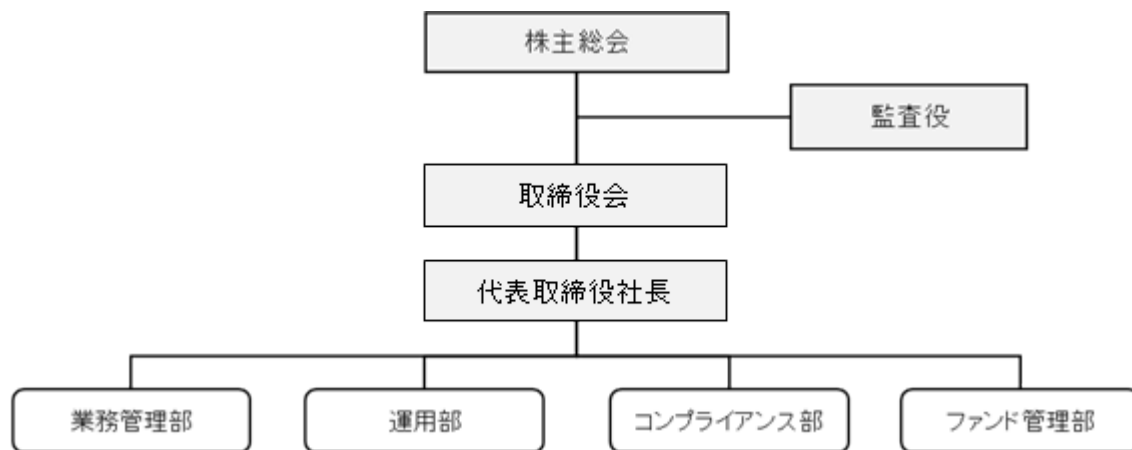 株主総会
監査役
取締役会
代表取締役社長
業務管理部
運用部
コンプライアンス部
ファンド管理部